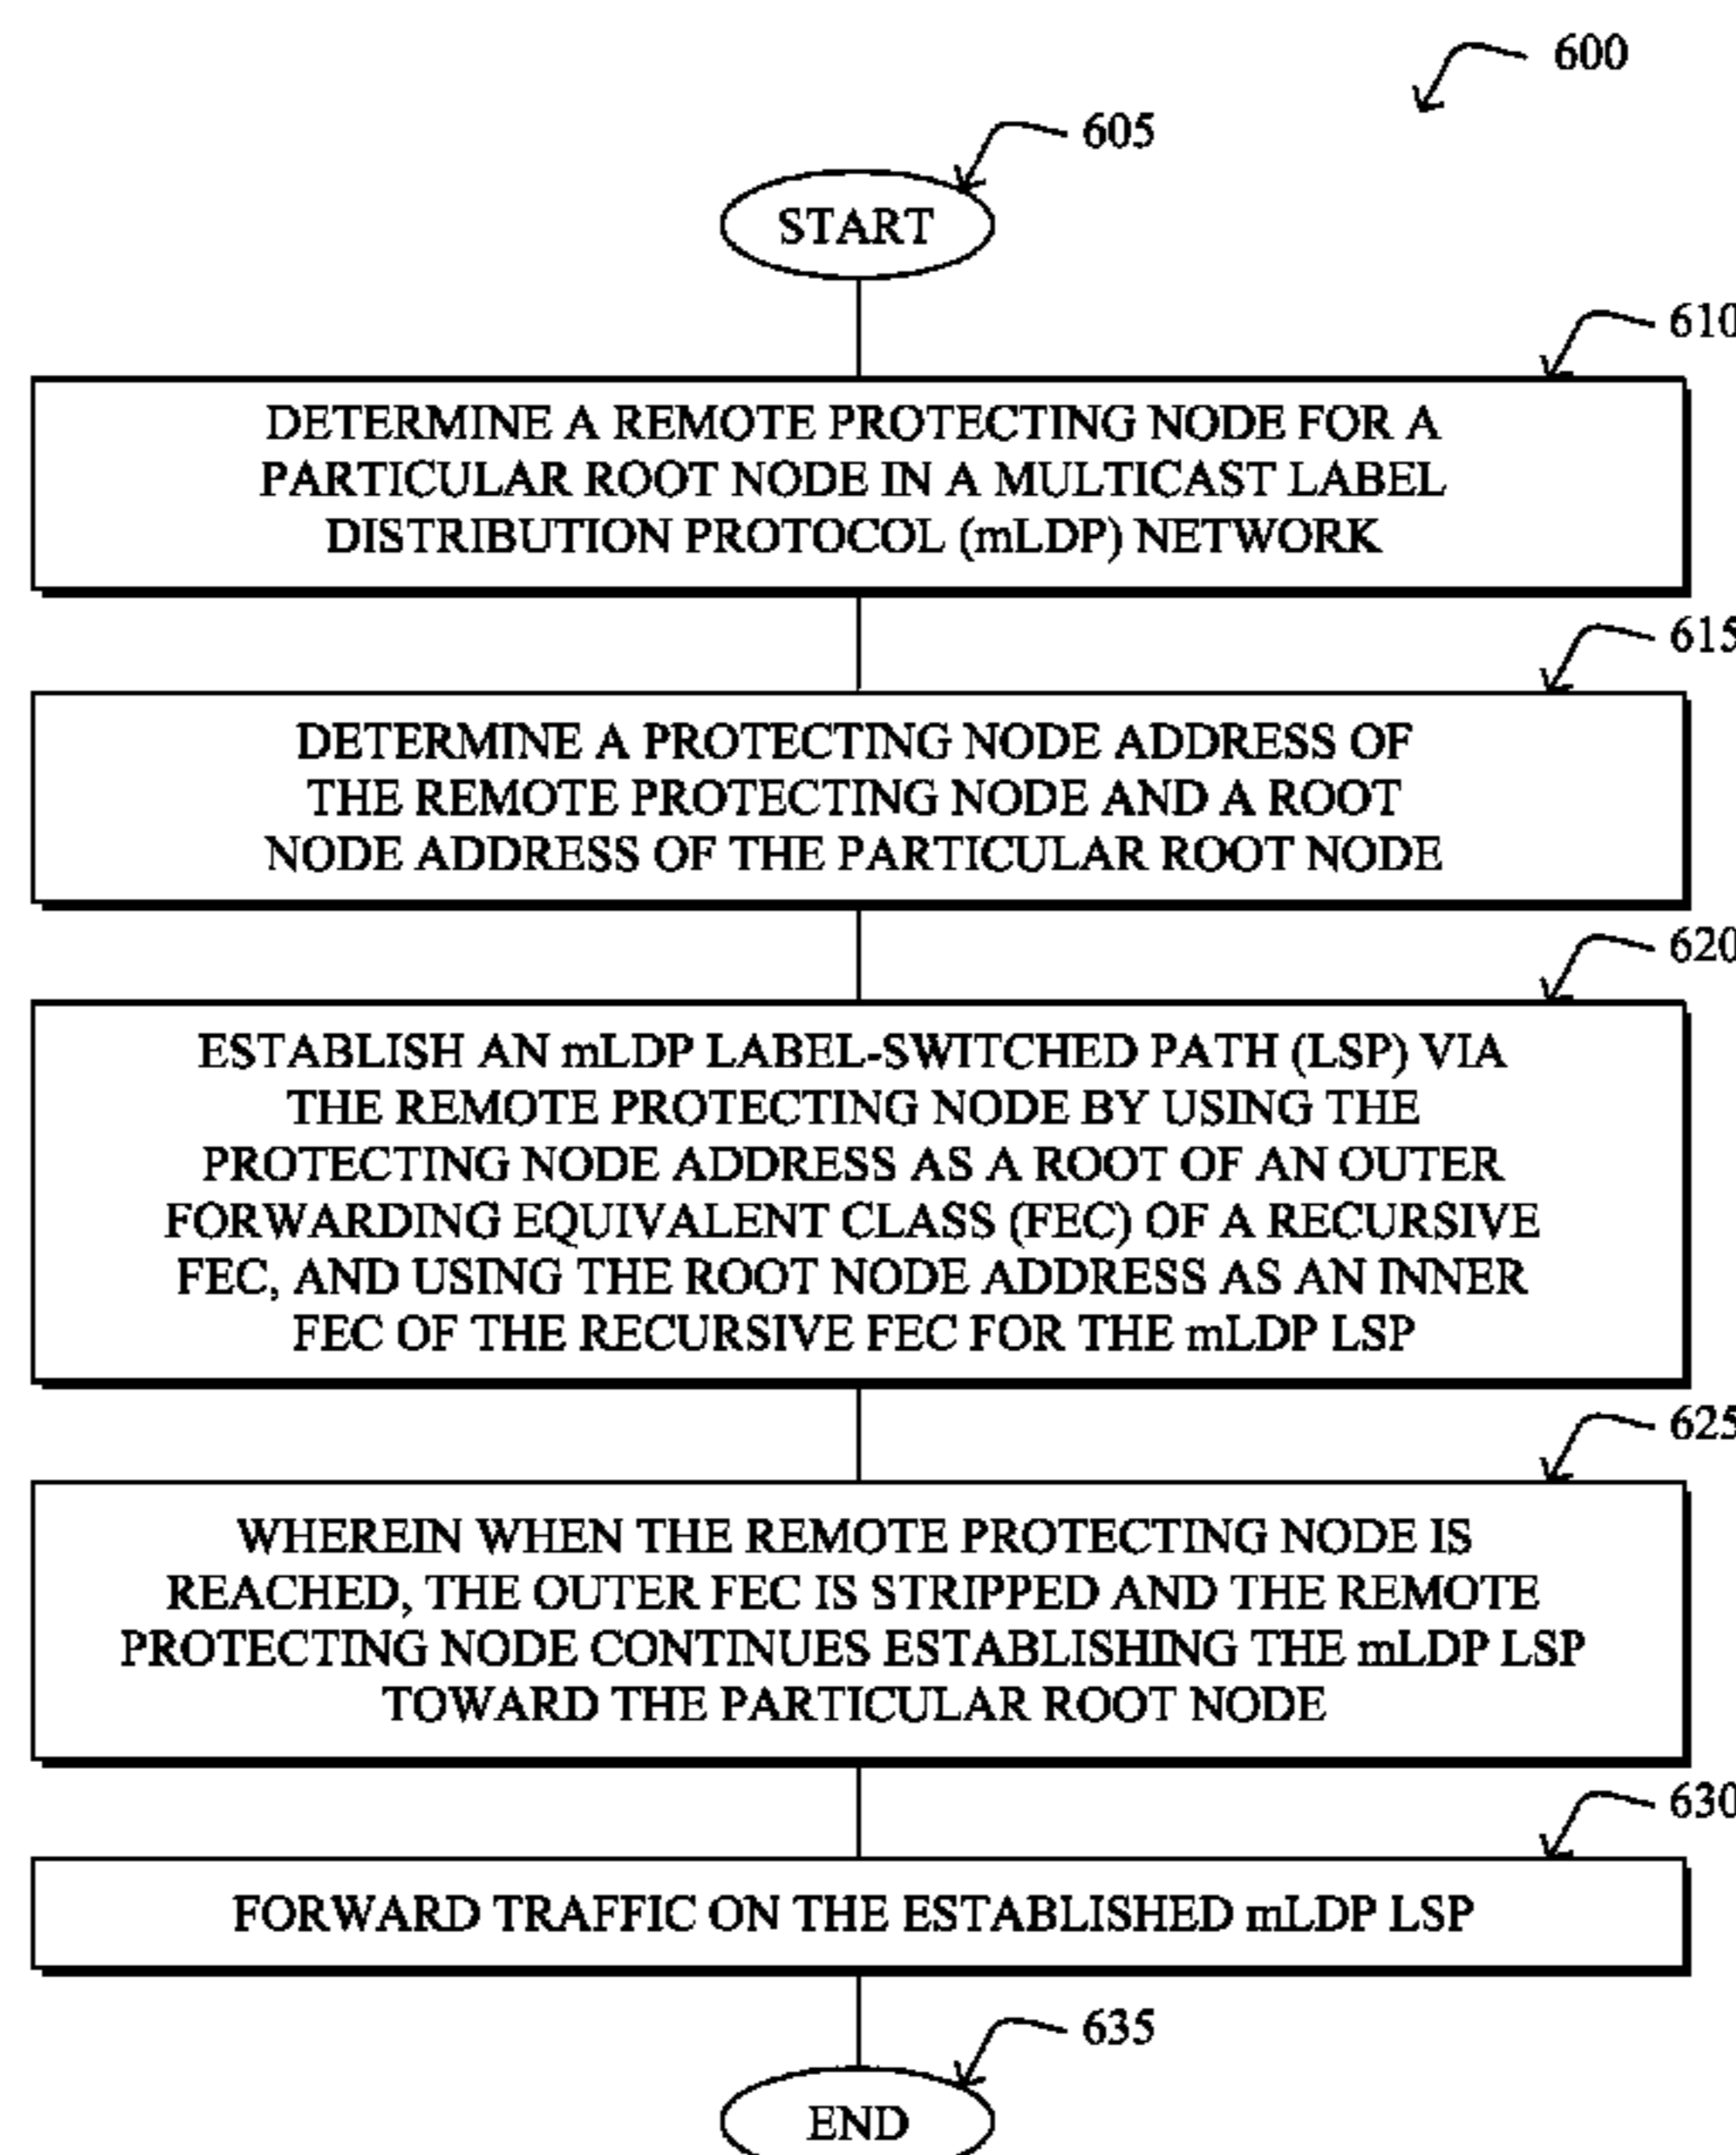 600
605
START
610
DETERMINE A REMOTE PROTECTING NODE FOR A
PARTICULAR ROOT NODE IN A MULTICAST LABEL
DISTRIBUTION PROTOCOL (mLDP) NETWORK
615
DETERMINE A PROTECTING NODE ADDRESS OF
THE REMOTE PROTECTING NODE AND A ROOT
NODE ADDRESS OF THE PARTICULAR ROOT NODE
620
ESTABLISH AN mLDP LABEL-SWITCHED PATH (LSP) VIA
THE REMOTE PROTECTING NODE BY USING THE
PROTECTING NODE ADDRESS AS A ROOT OF AN OUTER
FORWARDING EQUIVALENT CLASS (FEC) OF A RECURSIVE
FEC, AND USING THE ROOT NODE ADDRESS AS AN INNER
FEC OF THE RECURSIVE FEC FOR THE mLDP LSP
625
WHEREIN WHEN THE REMOTE PROTECTING NODE IS
REACHED, THE OUTER FEC IS STRIPPED AND THE REMOTE
PROTECTING NODE CONTINUES ESTABLISHING THE mLDP LSP
TOWARD THE PARTICULAR ROOT NODE
630
FORWARD TRAFFIC ON THE ESTABLISHED mLDP LSP
635
END